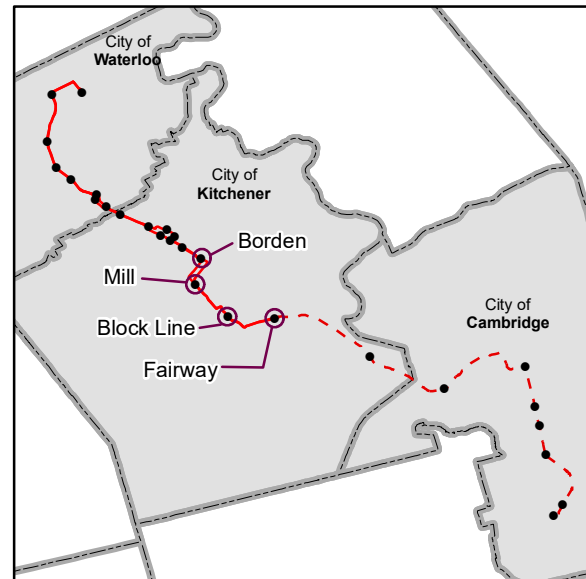 City of
Waterloo
City of
Kitchener
Borden
Mill
City of
Cambridge
Block Line
Fairway